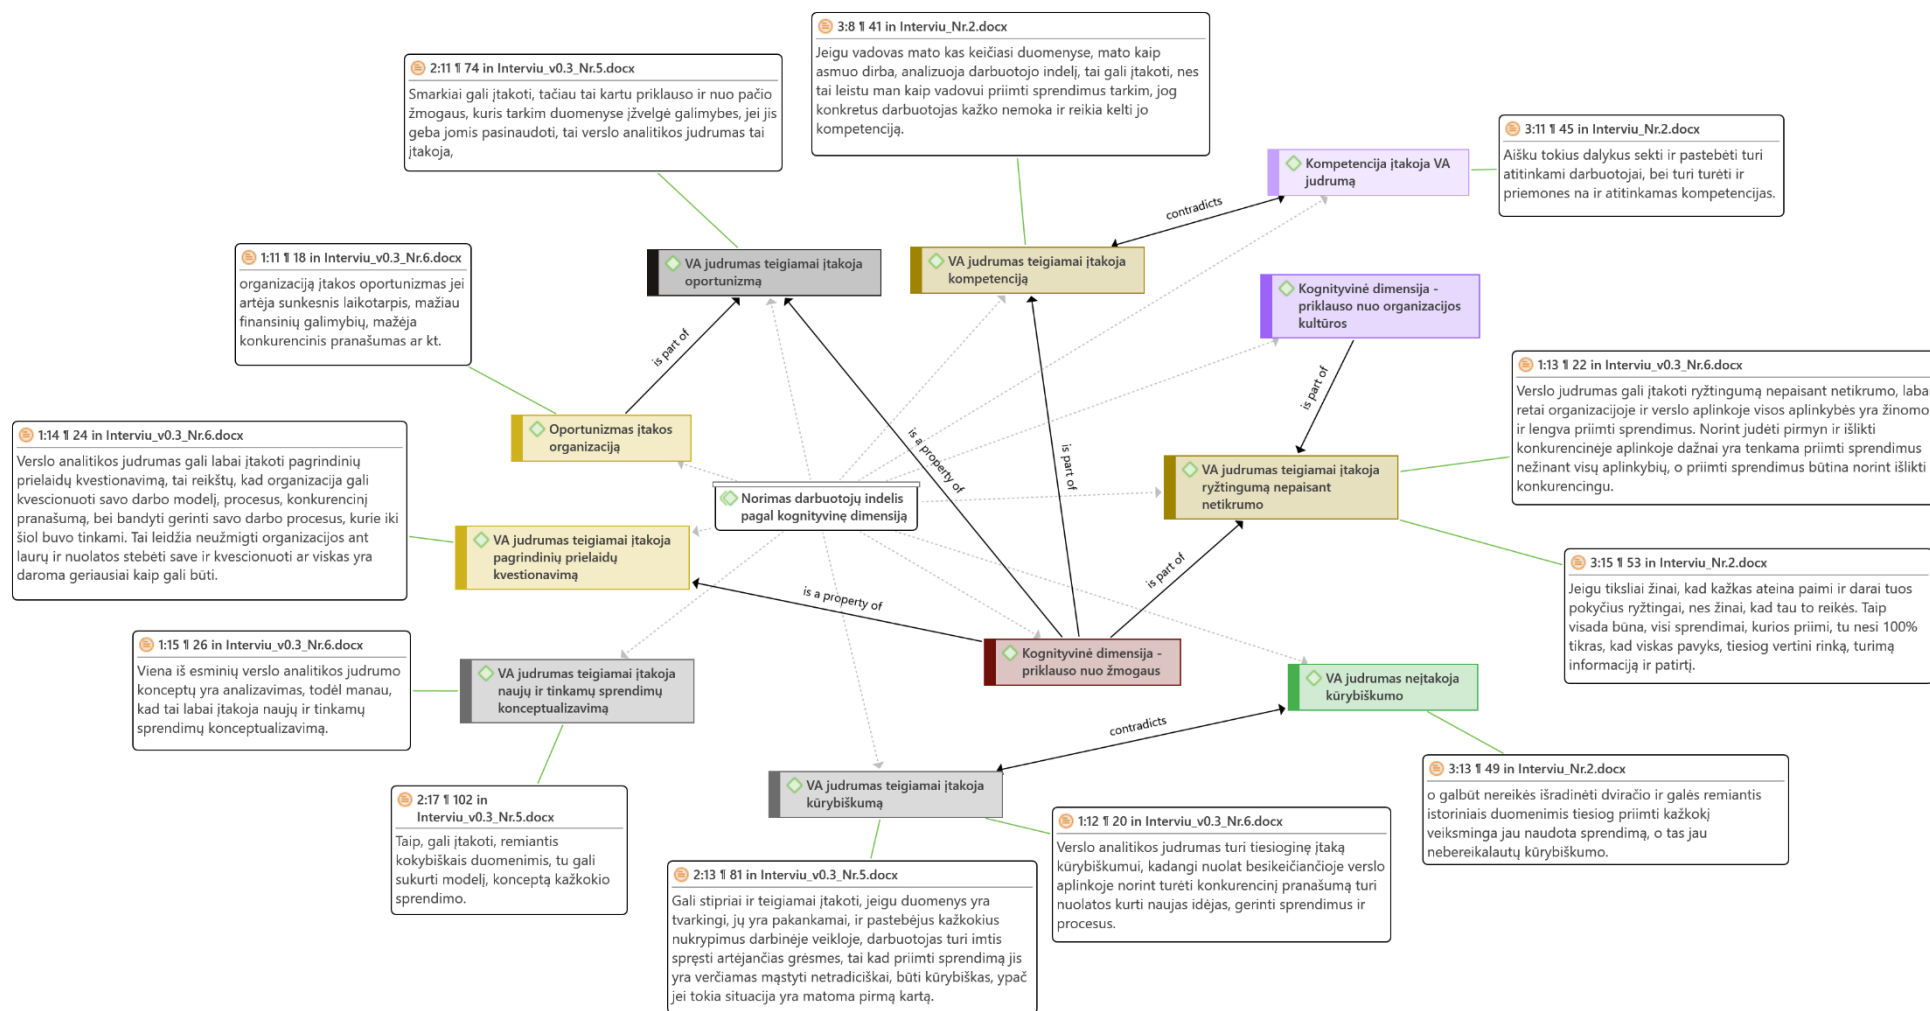 3:8 ¶ 41 in Interviu_Nr.2.docx
Jeigu vadovas mato kas keičiasi duomenyse, mato kaip
asmuo dirba, analizuoja darbuotojo indelį, tai gali įtakoti, nes
tai leistu man kaip vadovui priimti sprendimus tarkim, jog
konkretus darbuotojas kažko nemoka ir reikia kelti jo
kompetenciją.
2:11 ¶ 74 in Interviu_v0.3_Nr.5.docx
Smarkiai gali įtakoti, tačiau tai kartu priklauso ir nuo pačio
žmogaus, kuris tarkim duomenyse įžvelgė galimybes, jei jis
geba jomis pasinaudoti, tai verslo analitikos judrumas tai
įtakoja,
3:11 ¶ 45 in Interviu_Nr.2.docx
Aišku tokius dalykus sekti ir pastebėti turi
atitinkami darbuotojai, bei turi turėti ir
priemones na ir atitinkamas kompetencijas.
Kompetencija įtakoja VA
judrumą
contradicts
1:11 ¶ 18 in Interviu_v0.3_Nr.6.docx
organizaciją įtakos oportunizmas jei
artėja sunkesnis laikotarpis, mažiau
finansinių galimybių, mažėja
konkurencinis pranašumas ar kt.
VA judrumas teigiamai įtakoja
oportunizmą
VA judrumas teigiamai įtakoja
kompetenciją
Kognityvinė dimensija -
priklauso nuo organizacijos
kultūros
is part of
is part of
1:13 ¶ 22 in Interviu_v0.3_Nr.6.docx
Verslo judrumas gali įtakoti ryžtingumą nepaisant netikrumo, laba
retai organizacijoje ir verslo aplinkoje visos aplinkybės yra žinomo
ir lengva priimti sprendimus. Norint judėti pirmyn ir išlikti
konkurencinėje aplinkoje dažnai yra tenkama priimti sprendimus
nežinant visų aplinkybių, o priimti sprendimus būtina norint išlikti
konkurencingu.
Oportunizmas įtakos
organizaciją
is a property of
is part of
1:14 ¶ 24 in Interviu_v0.3_Nr.6.docx
Verslo analitikos judrumas gali labai įtakoti pagrindinių
prielaidų kvestionavimą, tai reikštų, kad organizacija gali
kvescionuoti savo darbo modelį, procesus, konkurencinį
pranašumą, bei bandyti gerinti savo darbo procesus, kurie iki
šiol buvo tinkami. Tai leidžia neužmigti organizacijos ant
laurų ir nuolatos stebėti save ir kvescionuoti ar viskas yra
daroma geriausiai kaip gali būti.
VA judrumas teigiamai įtakoja
ryžtingumą nepaisant
netikrumo
Norimas darbuotojų indelis
pagal kognityvinę dimensiją
VA judrumas teigiamai įtakoja
pagrindinių prielaidų
kvestionavimą
is part of
is a property of
3:15 ¶ 53 in Interviu_Nr.2.docx
Jeigu tiksliai žinai, kad kažkas ateina paimi ir darai tuos
pokyčius ryžtingai, nes žinai, kad tau to reikės. Taip
visada būna, visi sprendimai, kurios priimi, tu nesi 100%
tikras, kad viskas pavyks, tiesiog vertini rinką, turimą
informaciją ir patirtį.
1:15 ¶ 26 in Interviu_v0.3_Nr.6.docx
Viena iš esminių verslo analitikos judrumo
konceptų yra analizavimas, todėl manau,
kad tai labai įtakoja naujų ir tinkamų
sprendimų konceptualizavimą.
VA judrumas teigiamai įtakoja
naujų ir tinkamų sprendimų
konceptualizavimą
Kognityvinė dimensija -
priklauso nuo žmogaus
VA judrumas neįtakoja
kūrybiškumo
contradicts
VA judrumas teigiamai įtakoja
kūrybiškumą
3:13 ¶ 49 in Interviu_Nr.2.docx
o galbūt nereikės išradinėti dviračio ir galės remiantis
istoriniais duomenimis tiesiog priimti kažkokį
veiksminga jau naudota sprendimą, o tas jau
nebereikalautų kūrybiškumo.
2:17 ¶ 102 in
Interviu_v0.3_Nr.5.docx
Taip, gali įtakoti, remiantis
kokybiškais duomenimis, tu gali
sukurti modelį, konceptą kažkokio
sprendimo.
1:12 ¶ 20 in Interviu_v0.3_Nr.6.docx
Verslo analitikos judrumas turi tiesioginę įtaką
kūrybiškumui, kadangi nuolat besikeičiančioje verslo
aplinkoje norint turėti konkurencinį pranašumą turi
nuolatos kurti naujas idėjas, gerinti sprendimus ir
procesus.
2:13 ¶ 81 in Interviu_v0.3_Nr.5.docx
Gali stipriai ir teigiamai įtakoti, jeigu duomenys yra
tvarkingi, jų yra pakankamai, ir pastebėjus kažkokius
nukrypimus darbinėje veikloje, darbuotojas turi imtis
spręsti artėjančias grėsmes, tai kad priimti sprendimą jis
yra verčiamas mąstyti netradiciškai, būti kūrybiškas, ypač
jei tokia situacija yra matoma pirmą kartą.